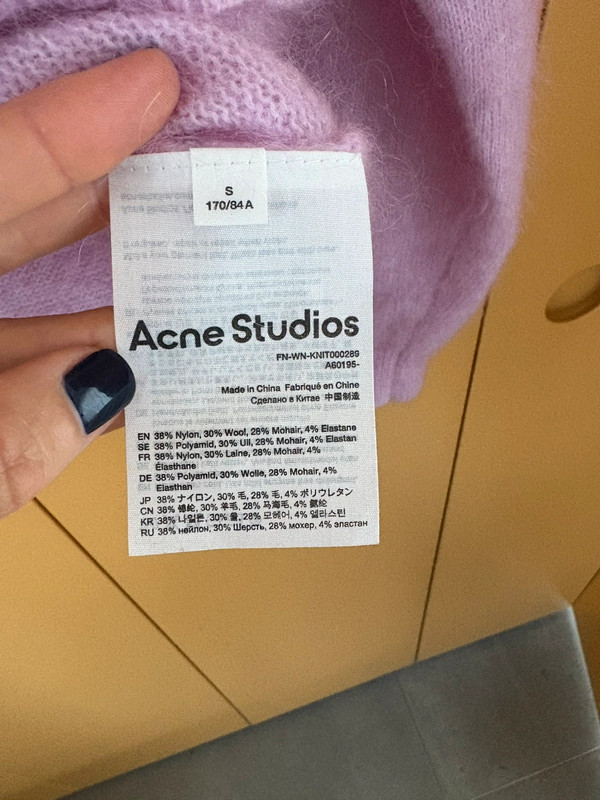 S
170/84A
Acne Studios
FN-WN-KNIT000289
A60195-
Made in China Fabriqué en Chine
Сделано в Китае 中国制造
EN 38% Nylon, 30% Wool, 28% Mohair, 4% Elastane
SE 38% Polyamid, 30% Ull, 28% Mohair, 4% Elastan
FR 38% Nylon, 30% Laine, 28% Mohair, 4%
Élasthane
DE 38% Polyamid, 30% Wolle, 28% Mohair, 4%
Elasthan
JP 38% ナイロン, 30% 毛, 28% 毛, 4% ポリウレタン
CN 38% 锦纶, 30% 羊毛, 28% 马海毛, 4% 氨纶
KR 38% 나일론, 30% 울, 28% 모헤어, 4% 엘라스틴
RU 38% нейлон, 30% Шерсть, 28% мохер, 4% эластан